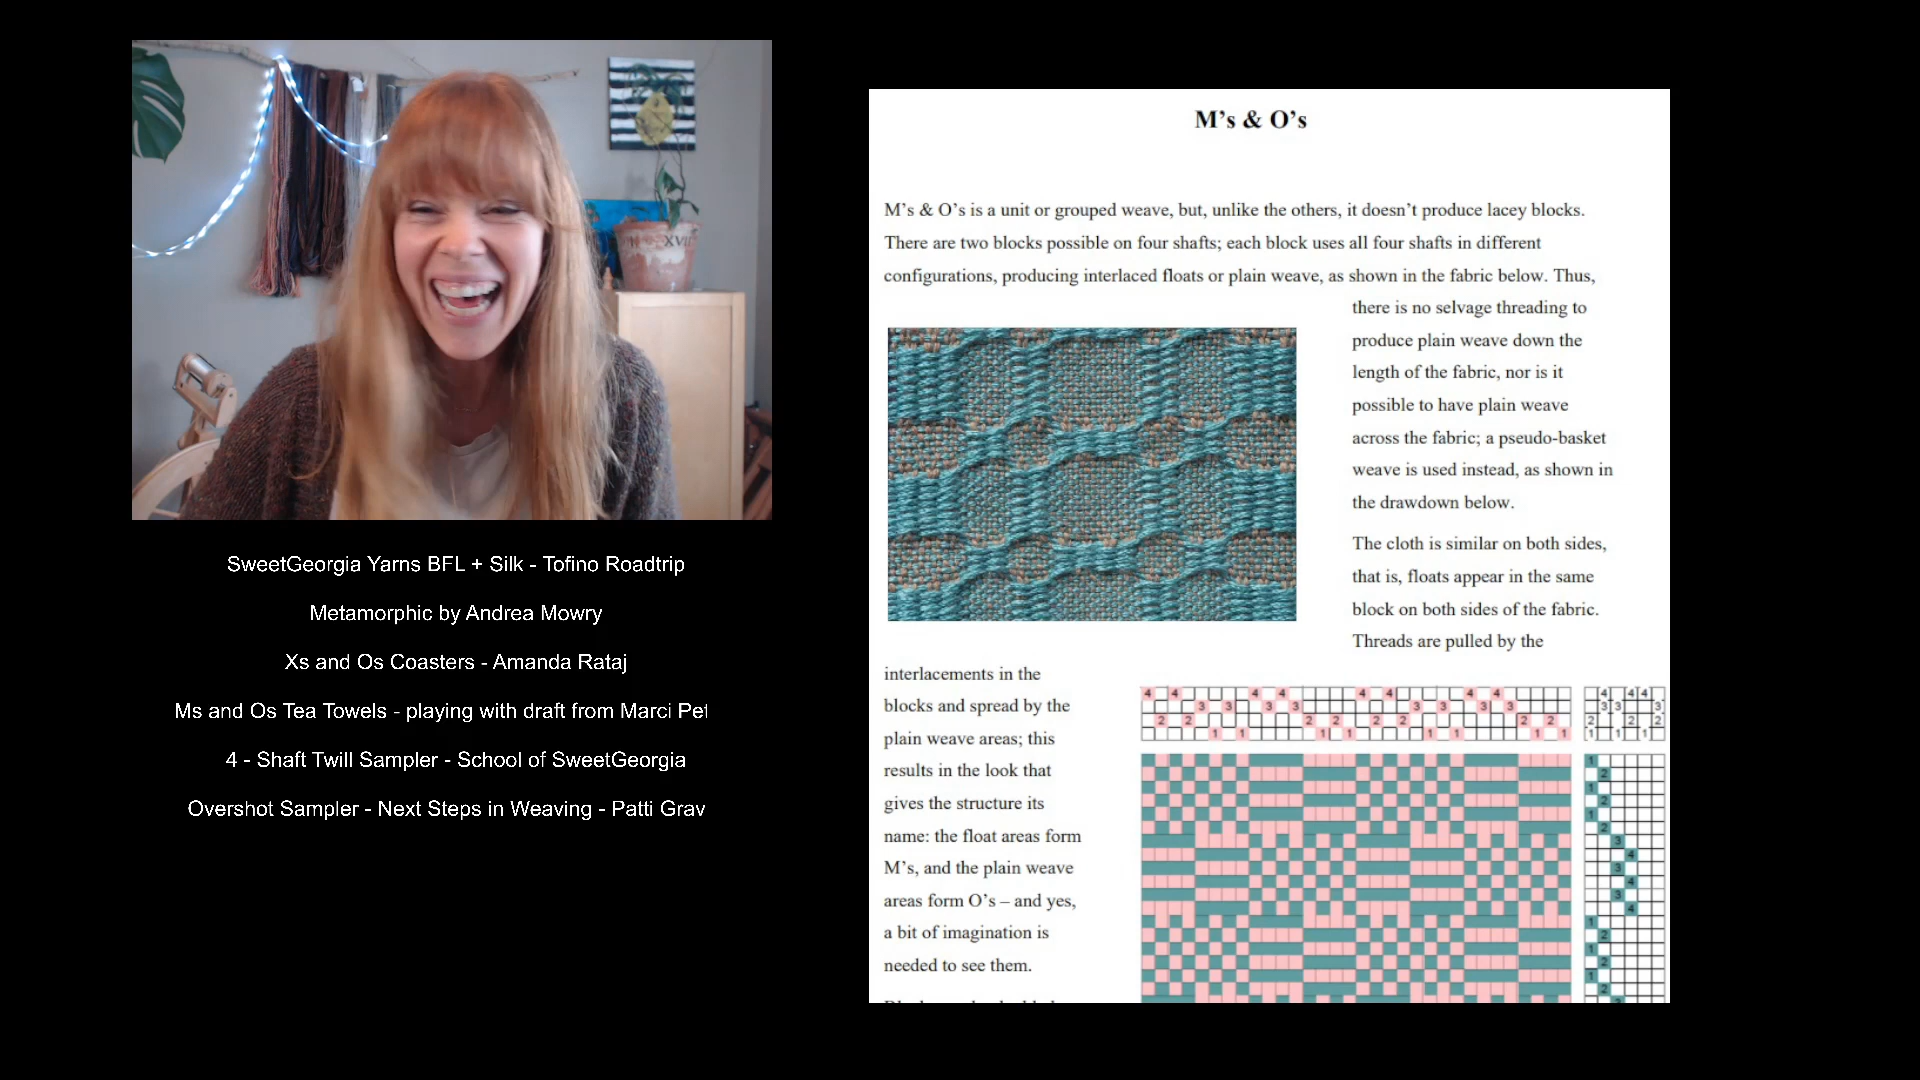 SweetGeorgia Yarns BFL + Silk - Tofino Roadtrip
Metamorphic by Andrea Mowry
Xs and Os Coasters - Amanda Rataj
Ms and Os Tea Towels - playing with draft from Marci
4 - Shaft Twill Sampler - School of SweetGeorgia
Overshot Sampler - Next Steps in Weaving - Patti Grav
M’s & O’s
M’s & O’s is a unit or grouped weave, but, unlike the others, it doesn’t produce lacey blocks.
There are two blocks possible on four shafts; each block uses all four shafts in different
configurations, producing interlaced floats or plain weave, as shown in the fabric below. Thus,
there is no selvage threading to
produce plain weave down the
length of the fabric, nor is it
possible to have plain weave
across the fabric; a pseudo-basket
weave is used instead, as shown in
the drawdown below.
The cloth is similar on both sides,
that is, floats appear in the same
block on both sides of the fabric.
Threads are pulled by the
interlacements in the
blocks and spread by the
plain weave areas; this
results in the look that
gives the structure its
name: the float areas form
M’s, and the plain weave
areas form O’s – and yes,
a bit of imagination is
needed to see them.